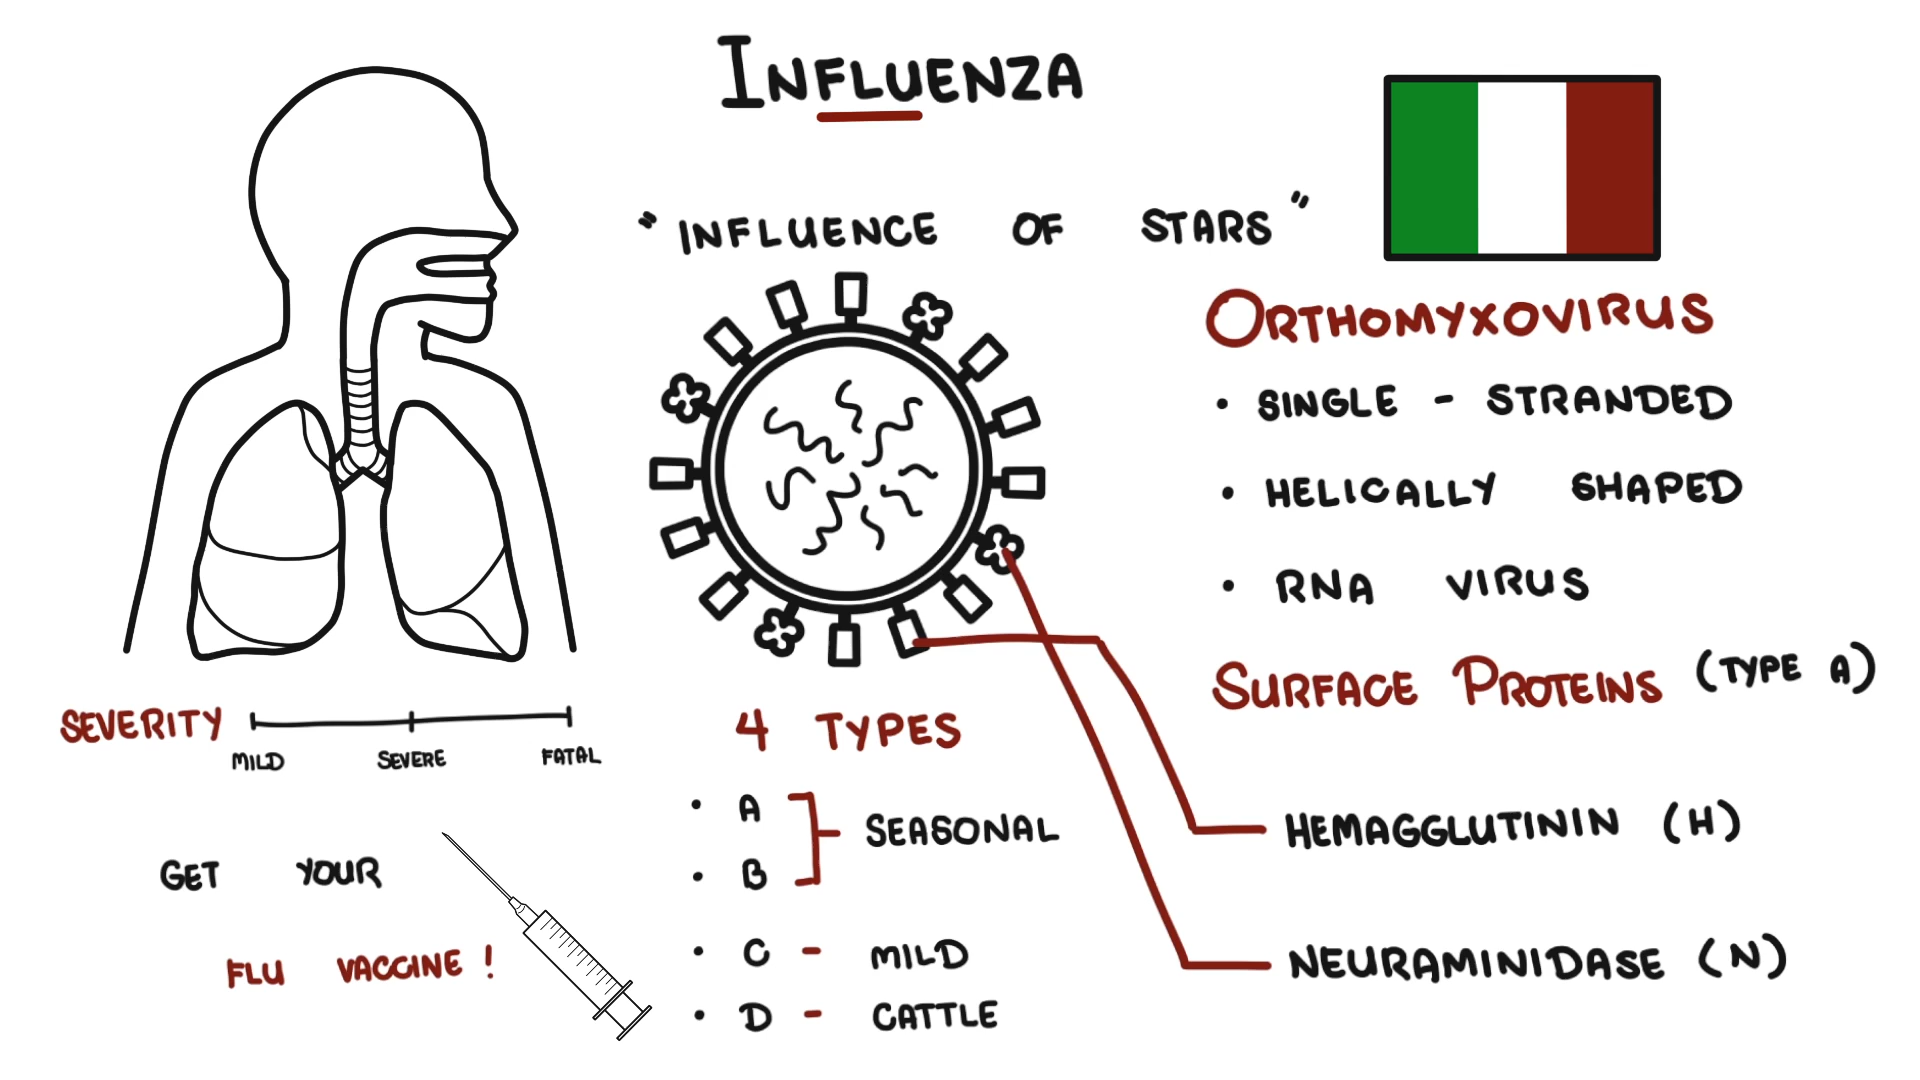 INFLUENZA
"INFLUENCE OF STARS"
ORTHOMYXOVIRUS
• SINGLE - STRANDED
• HELICALLY SHAPED
• RNA VIRUS
SURFACE PROTEINS (TYPE A)
HEMAGGLUTININ (H)
NEURAMINIDASE (N)
SEVERITY
MILD SEVERE FATAL
GET YOUR
FLU VACCINE!
4 TYPES
• A
• B
SEASONAL
• C - MILD
• D - CATTLE